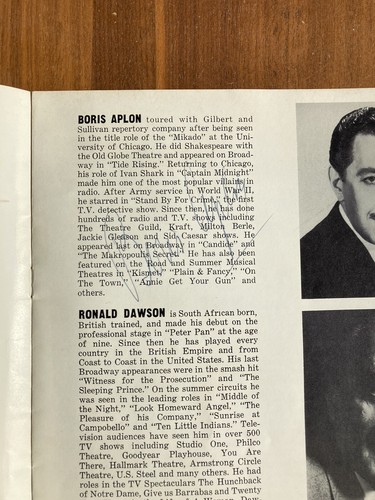 BORIS APLON toured with Gilbert and
Sullivan repertory company after being seen
in the title role of the "Mikado" at the Uni-
versity of Chicago. He did Shakespeare with
the Old Globe Theatre and appeared on Broad-
way in "Tide Rising." Returning to Chicago,
his role of Ivan Shark in "Captain Midnight"
made him one of the most popular villains in
radio. After Army service in World War II,
he starred in "Stand By For Crime," the first
T.V. detective show. Since then, he has done
hundreds of radio and T.V. shows including
The Theatre Guild, Kraft, Milton Berle,
Jackie Gleason and Sid Caesar shows. He
appeared last on Broadway in "Candide" and
"The Makropoulis Secret." He has also been
featured on the Road and Summer Musical
Theatres in "Kismet," "Plain & Fancy," "On
The Town," "Annie Get Your Gun" and
others.
RONALD DAWSON is South African born,
British trained, and made his debut on the
professional stage in "Peter Pan" at the age
of nine. Since then he has played every
country in the British Empire and from
Coast to Coast in the United States. His last
Broadway appearances were in the smash hit
"Witness for the Prosecution" and "The
Sleeping Prince." On the summer circuits he
was seen in the leading roles in "Middle of
the Night," "Look Homeward Angel," "The
Pleasure of his Company," "Sunrise at
Campobello" and "Ten Little Indians." Tele-
vision audiences have seen him in over 500
TV shows including Studio One, Philco
Theatre, Goodyear Playhouse, You Are
There, Hallmark Theatre, Armstrong Circle
Theatre, U.S. Steel and many others. He had
roles in the TV Spectaculars The Hunchback
of Notre Dame, Give us Barrabas and Twenty